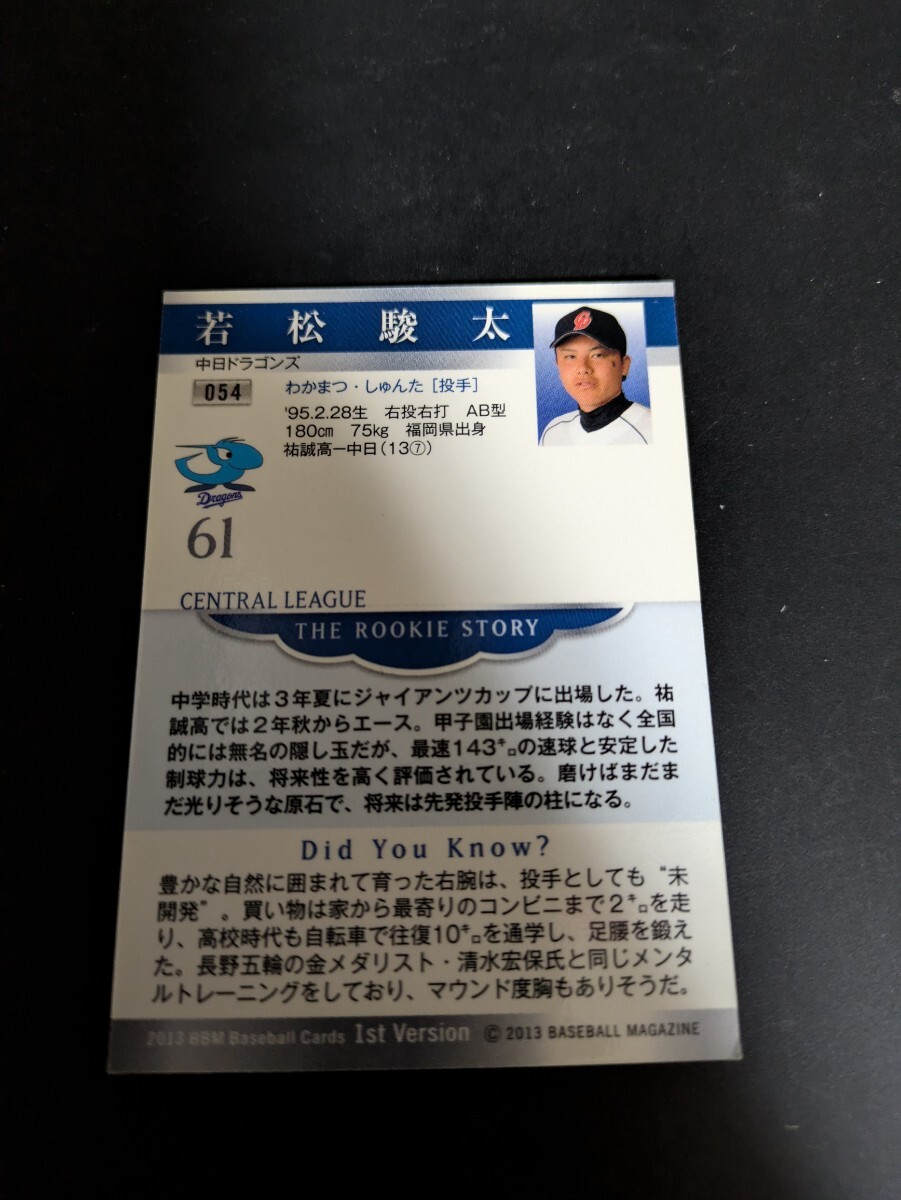 若松駿太
中日ドラゴンズ
054
わかまつ・しゅんた [投手]
'95.2.28生 右投右打 AB型
180㎝ 75㎏ 福岡県出身
祐誠高ー中日(13⑦)
Dragons
61
CENTRAL LEAGUE
THE ROOKIE STORY
中学時代は3年夏にジャイアンツカップに出場した。祐
誠高では2年秋からエース。甲子園出場経験はなく全国
的には無名の隠し玉だが、最速143㌔の速球と安定した
制球力は、将来性を高く評価されている。磨けばまだま
だ光りそうな原石で、将来は先発投手陣の柱になる。
Did You Know?
豊かな自然に囲まれて育った右腕は、投手としても〝未
開発〟。買い物は家から最寄りのコンビニまで2㌔を走
り、高校時代も自転車で往復10㌔を通学し、足腰を鍛え
た。長野五輪の金メダリスト・清水宏保氏と同じメンタ
ルトレーニングをしており、マウンド度胸もありそうだ。
2013 BBM Baseball Cards 1st Version © 2013 BASEBALL MAGAZINE